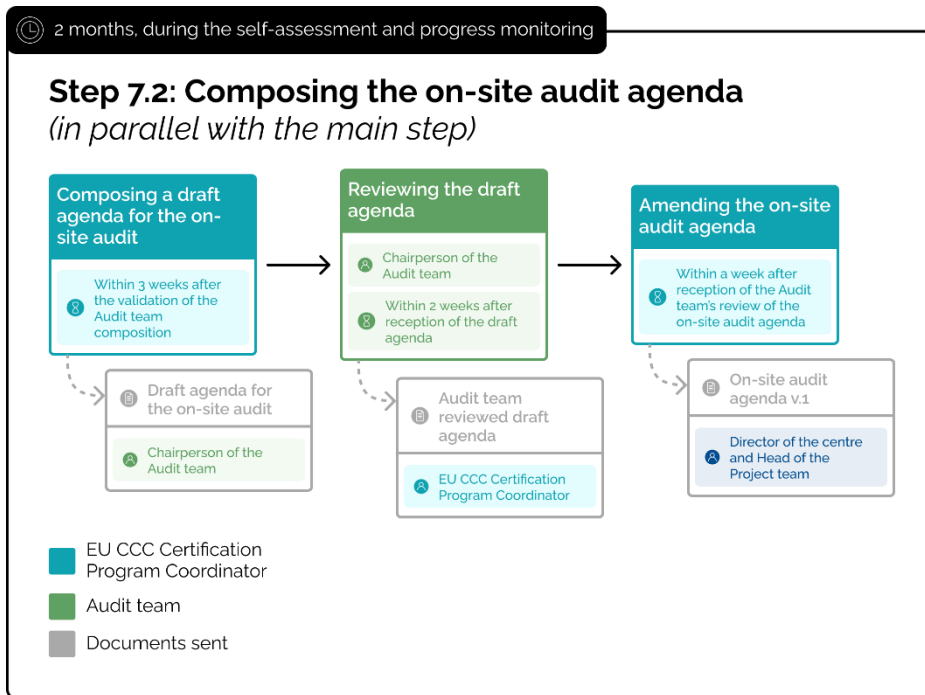 2 months, during the self-assessment and progress monitoring
Step 7.2: Composing the on-site audit agenda
(in parallel with the main step)
Composing a draft
agenda for the on-
site audit
Within 3 weeks after
the validation of the
Audit team
composition
Draft agenda for
the on-site audit
Chairperson of the
Audit team
Reviewing the draft
agenda
Chairperson of the
Audit team
Within 2 weeks after
reception of the draft
agenda
Audit team
reviewed draft
agenda
EU CCC Certification
Program Coordinator
Amending the on-site
audit agenda
Within a week after
reception of the Audit
team's review of the
on-site audit agenda
On-site audit
agenda v.1
Director of the centre
and Head of the
Project team
EU CCC Certification
Program Coordinator
Audit team
Documents sent